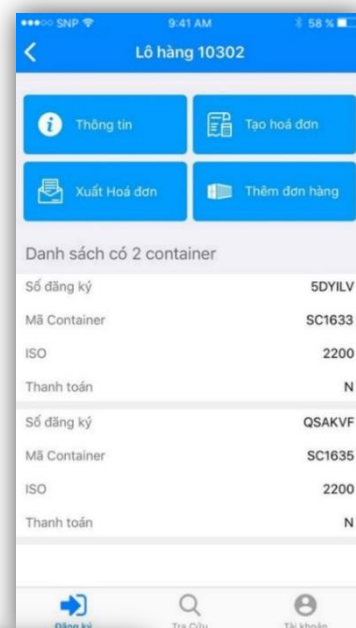 SNP 9:41 AM 58 %
Lô hàng 10302
Thông tin Tạo hoá đơn
Xuất Hoá đơn Thêm đơn hàng
Danh sách có 2 container
Số đăng ký 5DYILV
Mã Container SC1633
ISO 2200
Thanh toán N
Số đăng ký QSAKVF
Mã Container SC1635
ISO 2200
Thanh toán N
Đăng ký Tra Cứu Tài khoản